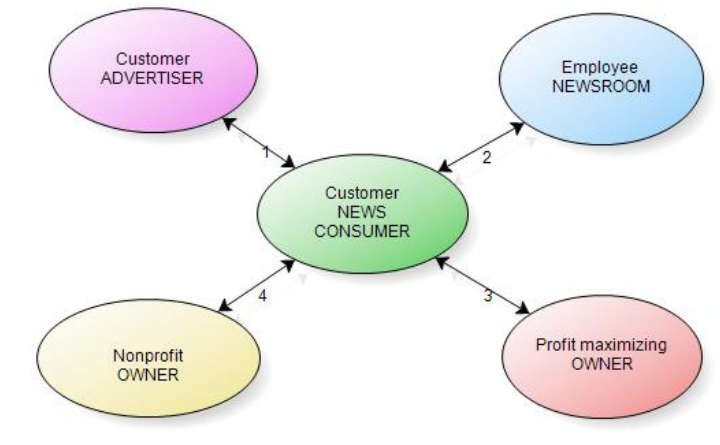 Customer
ADVERTISER
Employee
NEWSROOM
1
2
Customer
NEWS
CONSUMER
4
3
Nonprofit
OWNER
Profit maximizing
OWNER